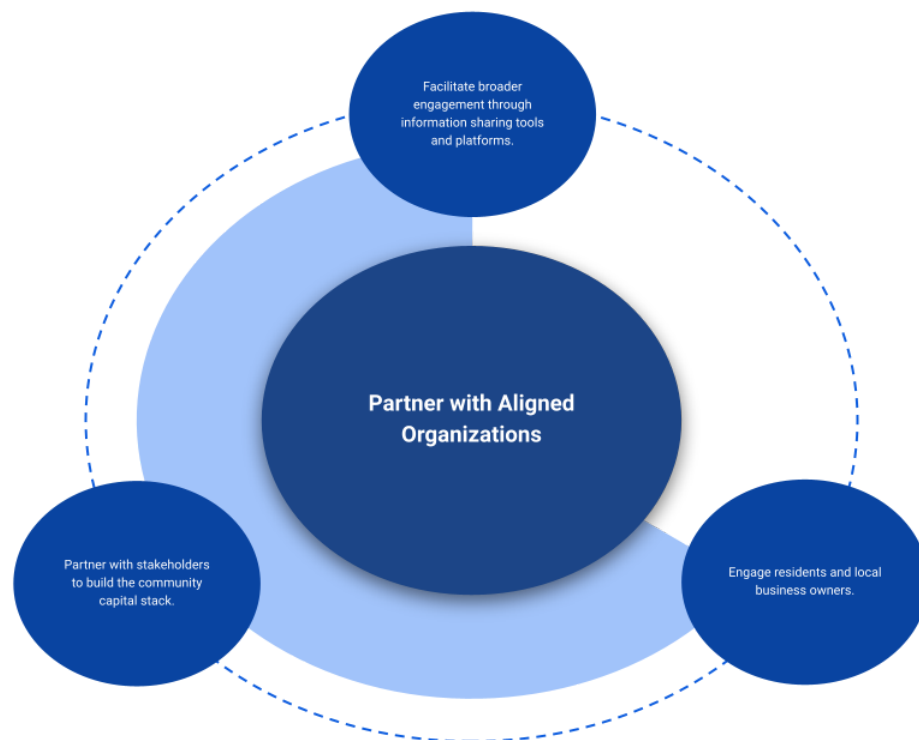 Facilitate broader
engagement through
information sharing tools
and platforms.
Partner with Aligned
Organizations
Partner with stakeholders
to build the community
capital stack.
Engage residents and local
business owners.